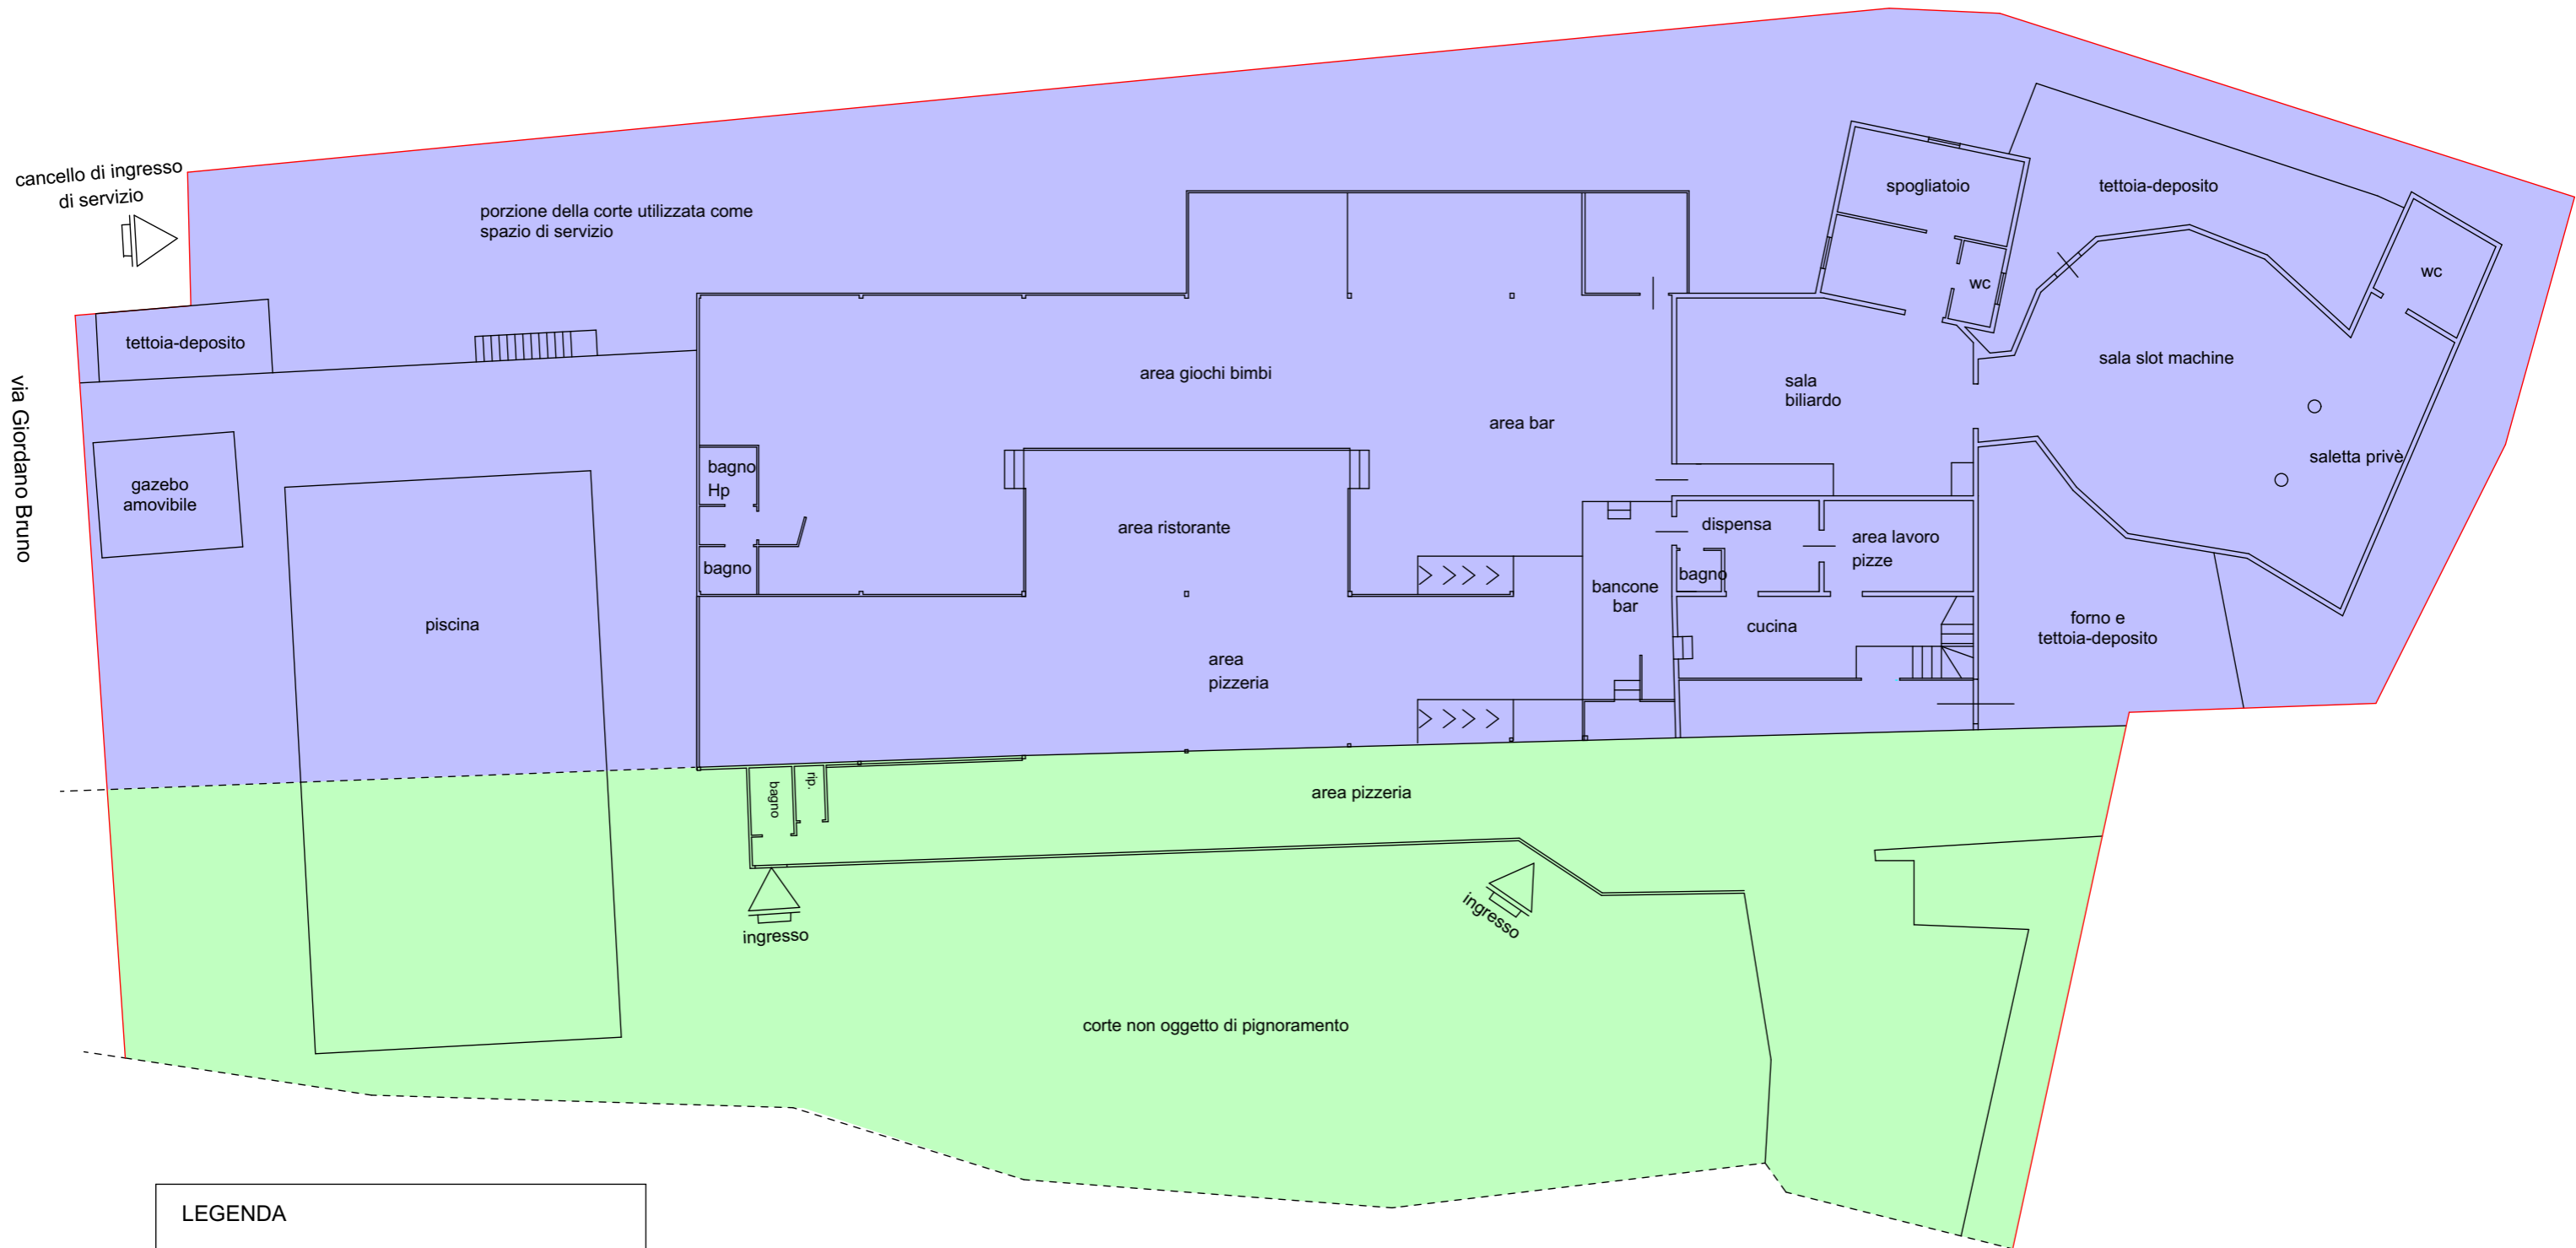 cancello di ingresso
di servizio
porzione della corte utilizzata come
spazio di servizio
spogliatoio
tettoia-deposito
wc
wc
tettoia-deposito
sala slot machine
area giochi bimbi
sala
biliardo
via Giordano Bruno
area bar
saletta privè
bagno
Hp
gazebo
amovibile
area ristorante
dispensa
area lavoro
pizze
bagno
bagno
bancone
bar
piscina
cucina
forno e
tettoia-deposito
area
pizzeria
bagno
rip.
area pizzeria
ingresso
ingresso
corte non oggetto di pignoramento
LEGENDA